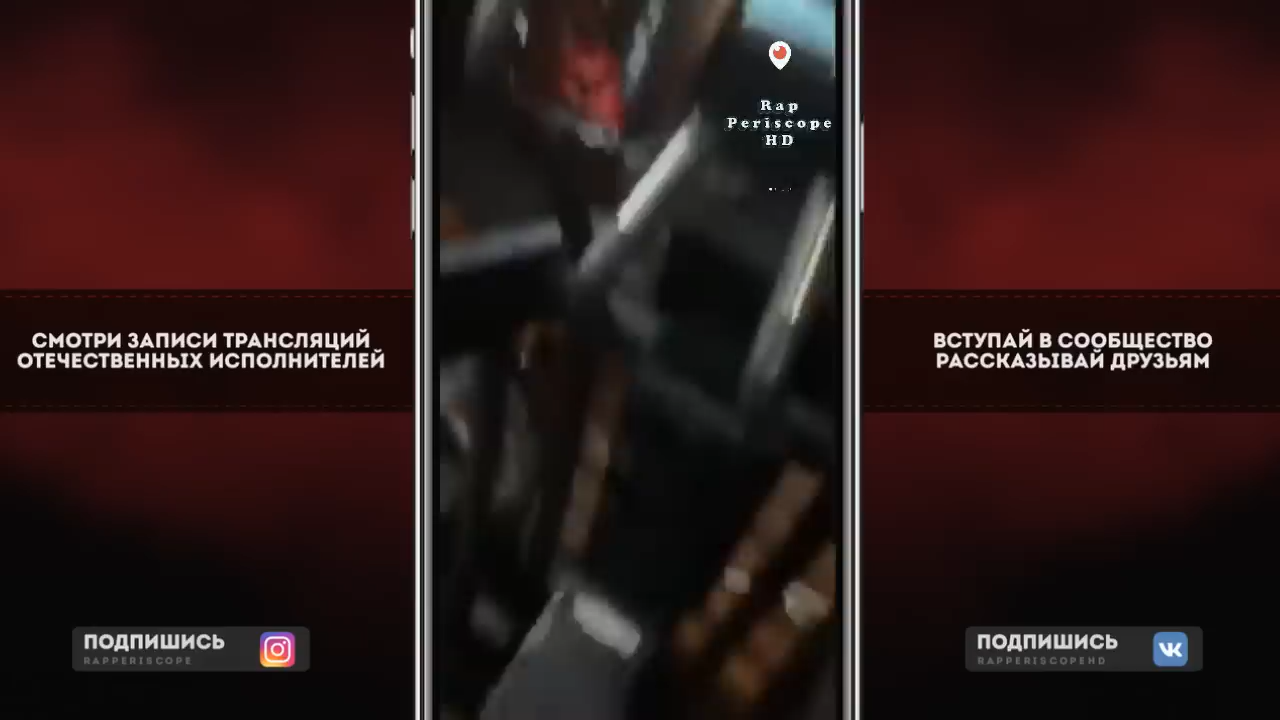 Rap
Periscope
HD
СМОТРИ ЗАПИСИ ТРАНСЛЯЦИЙ
ОТЕЧЕСТВЕННЫХ ИСПОЛНИТЕЛЕЙ
ВСТУПАЙ В СООБЩЕСТВО
РАССКАЗЫВАЙ ДРУЗЬЯМ
ПОДПИШИСЬ
RAPPERISCOPE
ПОДПИШИСЬ
RAPPERISCOPEHD